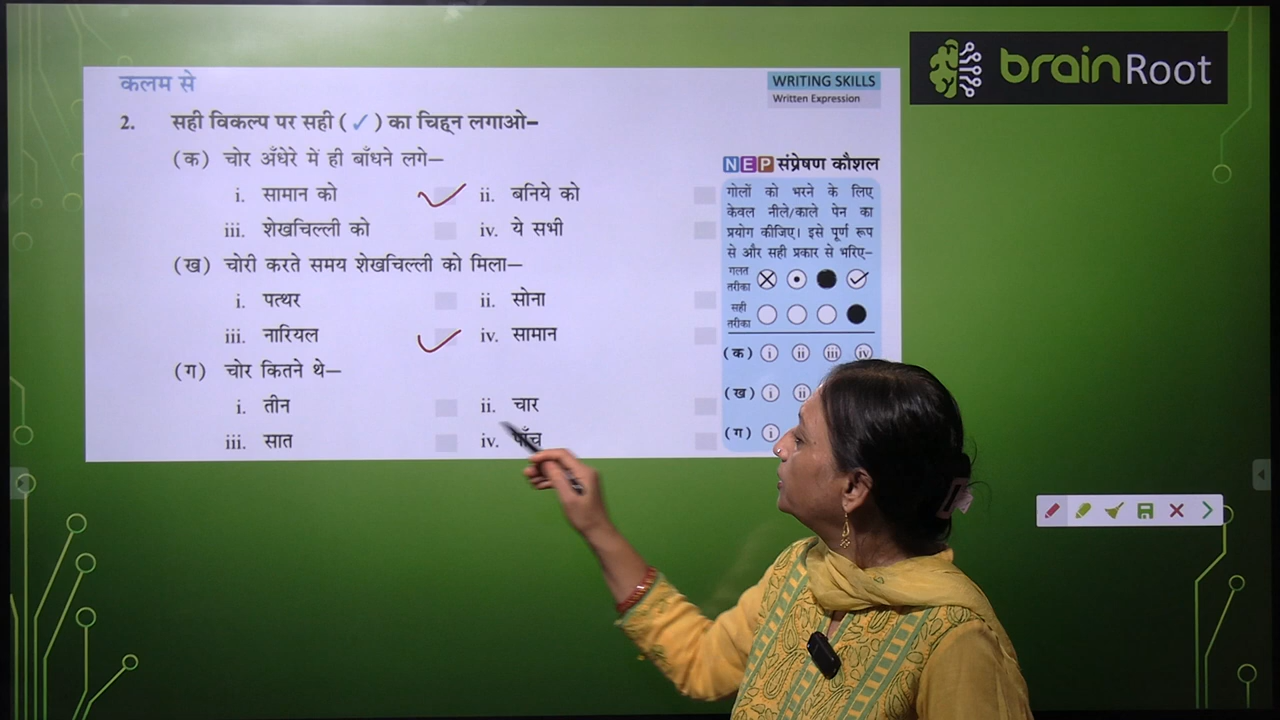 brainRoot
कलम से
WRITING SKILLS
Written Expression
2. सही विकल्प पर सही (✓) का चिह्न लगाओ–
(क) चोर अँधेरे में ही बाँधने लगे–
i. सामान को ii. बनिये को
iii. शेखचिल्ली को iv. ये सभी
(ख) चोरी करते समय शेखचिल्ली को मिला–
i. पत्थर ii. सोना
iii. नारियल iv. सामान
(ग) चोर कितने थे–
i. तीन ii. चार
iii. सात iv. पाँच
NEP संप्रेषण कौशल
गोलों को भरने के लिए
केवल नीले/काले पेन का
प्रयोग कीजिए। इसे पूर्ण रूप
से और सही प्रकार से भरिए–
गलत
तरीका
सही
तरीका
(क) i ii iii iv
(ख) i ii
(ग) i